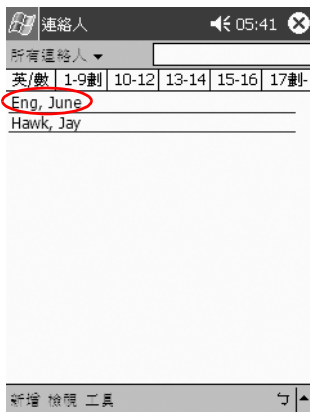 連絡人 05:41
所有連絡人
英/數 1-9劃 10-12 13-14 15-16 17劃-
Eng, June
Hawk, Jay
新增 檢視 工具 ㄅ